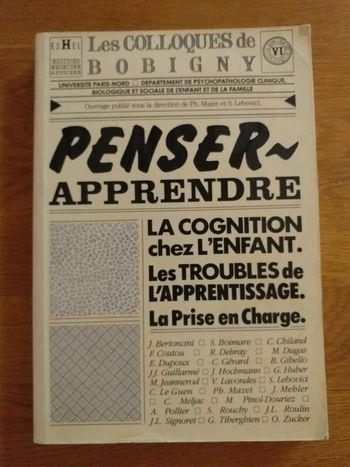 ESHEL
Les COLLOQUES de
BOBIGNY
VI
UNIVERSITÉ PARIS-NORD □ DÉPARTEMENT DE PSYCHOPATHOLOGIE CLINIQUE,
BIOLOGIQUE ET SOCIALE DE L'ENFANT ET DE LA FAMILLE
Ouvrage publié sous la direction de Ph. Mazet et S. Lebovici.
PENSER~
APPRENDRE
LA COGNITION
chez L'ENFANT.
Les TROUBLES de
L'APPRENTISSAGE.
La Prise en Charge.
J. Bertoncini □ S. Boimare □ C. Chiland
F. Coutou □ R. Debray □ M. Dugas
E. Dupoux □ C. Gérard □ B. Gibello
J.J. Guillarmé □ J. Hochmann □ G. Huber
M. Jeannerod □ V. Lavondes □ S. Lebovici
C. Le Guen □ Ph. Mazet □ J. Mehler
C. Meljac □ M. Pinol-Douriez □
A. Pollier □ S. Rouchy □ J.L. Roulin
J.L. Signoret □ G. Tiberghien □ O. Zucker